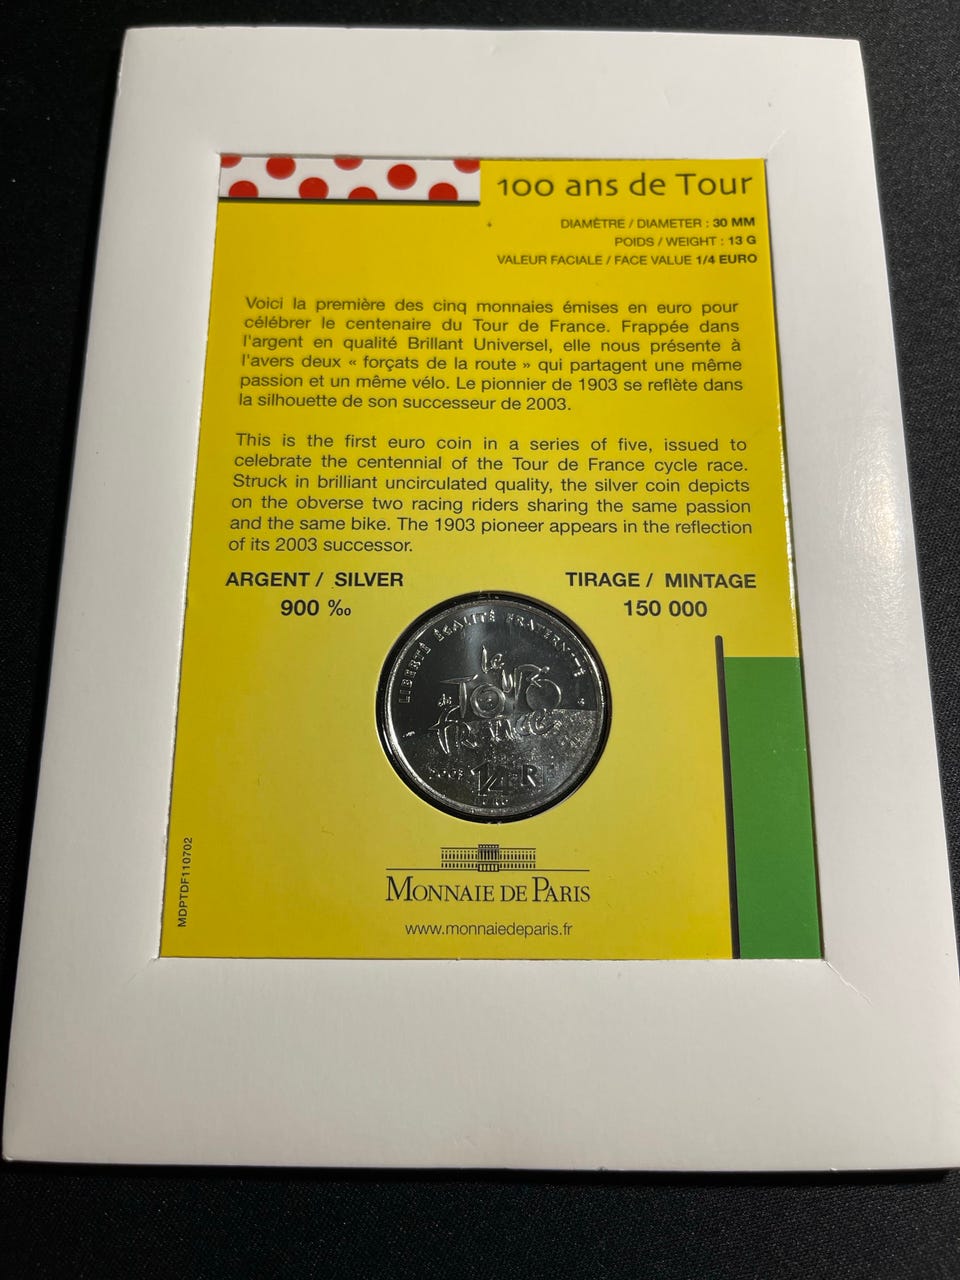 100 ans de Tour
DIAMÈTRE / DIAMETER : 30 MM
POIDS / WEIGHT : 13 G
VALEUR FACIALE / FACE VALUE 1/4 EURO
Voici la première des cinq monnaies émises en euro pour
célébrer le centenaire du Tour de France. Frappée dans
l'argent en qualité Brillant Universel, elle nous présente à
l'avers deux « forçats de la route » qui partagent une même
passion et un même vélo. Le pionnier de 1903 se reflète dans
la silhouette de son successeur de 2003.
This is the first euro coin in a series of five, issued to
celebrate the centennial of the Tour de France cycle race.
Struck in brilliant uncirculated quality, the silver coin depicts
on the obverse two racing riders sharing the same passion
and the same bike. The 1903 pioneer appears in the reflection
of its 2003 successor.
ARGENT / SILVER
900 ‰
TIRAGE / MINTAGE
150 000
LIBERTÉ ÉGALITÉ FRATERNITÉ
le
TOUR
de
FRANCE
1/4
MONNAIE DE PARIS
www.monnaiedeparis.fr
MDPTDF110702